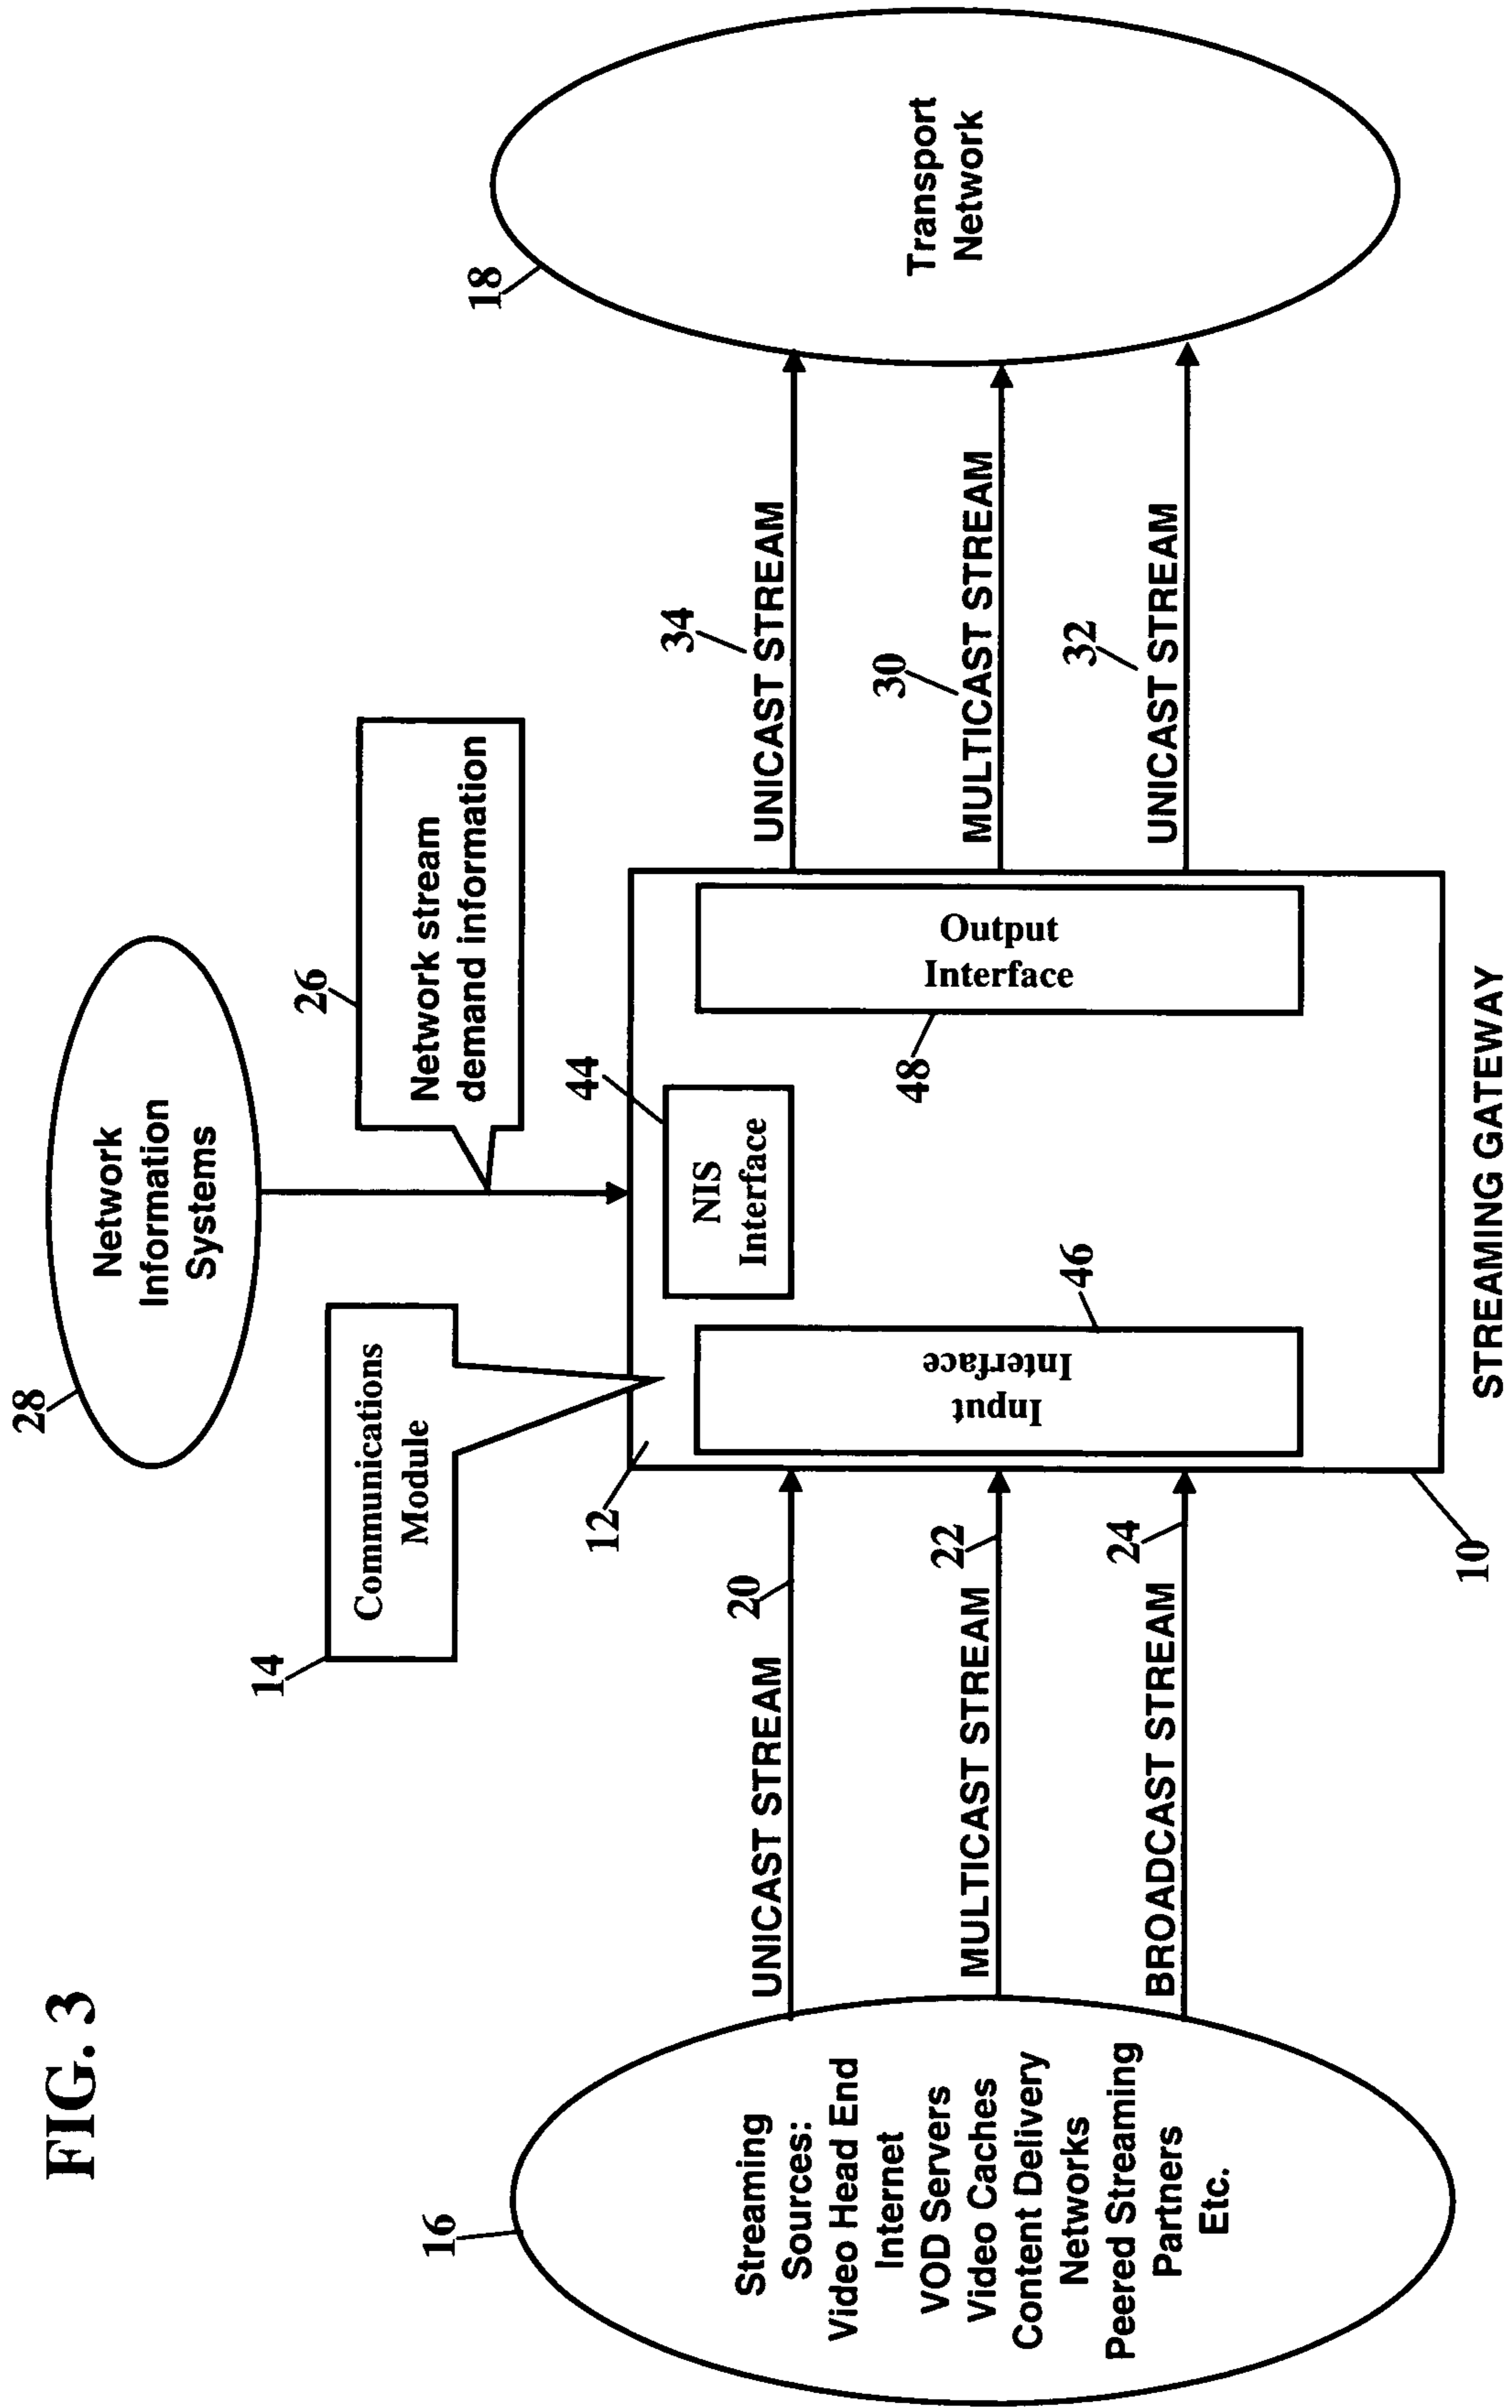 FIG. 3
28
Network
Information
Systems
14
Communications
Module
26
Network stream
demand information
16
Streaming
Sources:
Video Head End
Internet
VOD Servers
Video Caches
Content Delivery
Networks
Peered Streaming
Partners
Etc.
UNICAST STREAM
20
MULTICAST STREAM
22
BROADCAST STREAM
24
12
44
NIS
Interface
46
Input
Interface
48
Output
Interface
10
STREAMING GATEWAY
34
UNICAST STREAM
30
MULTICAST STREAM
32
UNICAST STREAM
18
Transport
Network